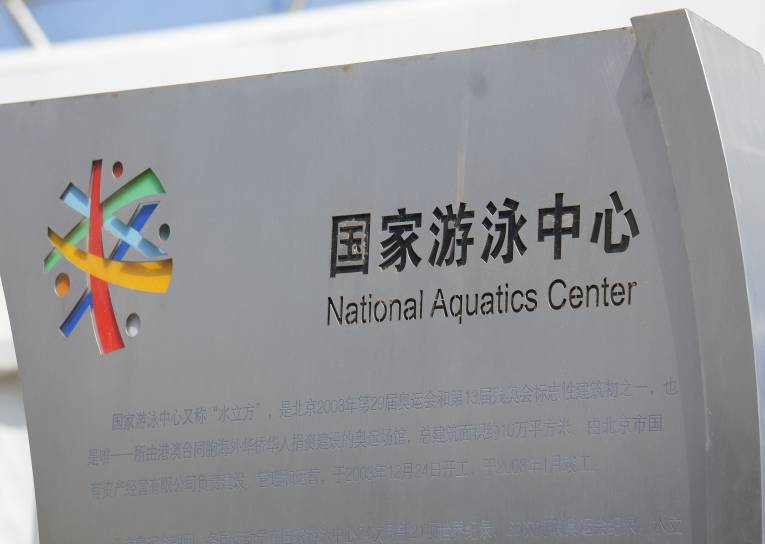 国家游泳中心
National Aquatics Center
国家游泳中心又称“水立方”，是北京2008年第29届奥运会和第13届残奥会标志性建筑物之一，也
是唯一一所由港澳台同胞海外华侨华人捐资建设的奥运场馆，总建筑面积约10万平方米，由北京市国
有资产经营有限公司负责建设、管理和运营，于2003年12月24日开工，于2008年1月竣工。